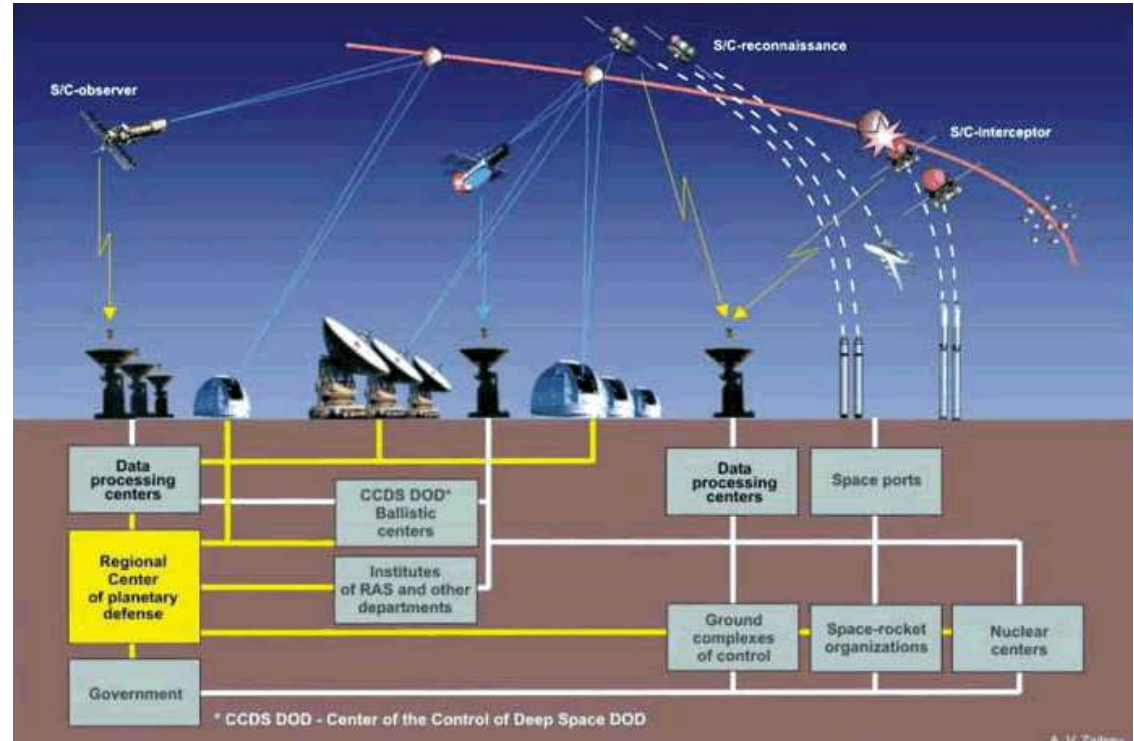 S/C-reconnaissance
S/C-observer
S/C-interceptor
Data
processing
centers
CCDS DOD*
Ballistic
centers
Data
processing
centers
Space ports
Regional
Center
of planetary
defense
Institutes
of RAS and other
departments
Ground
complexes
of control
Space-rocket
organizations
Nuclear
centers
Government
* CCDS DOD - Center of the Control of Deep Space DOD